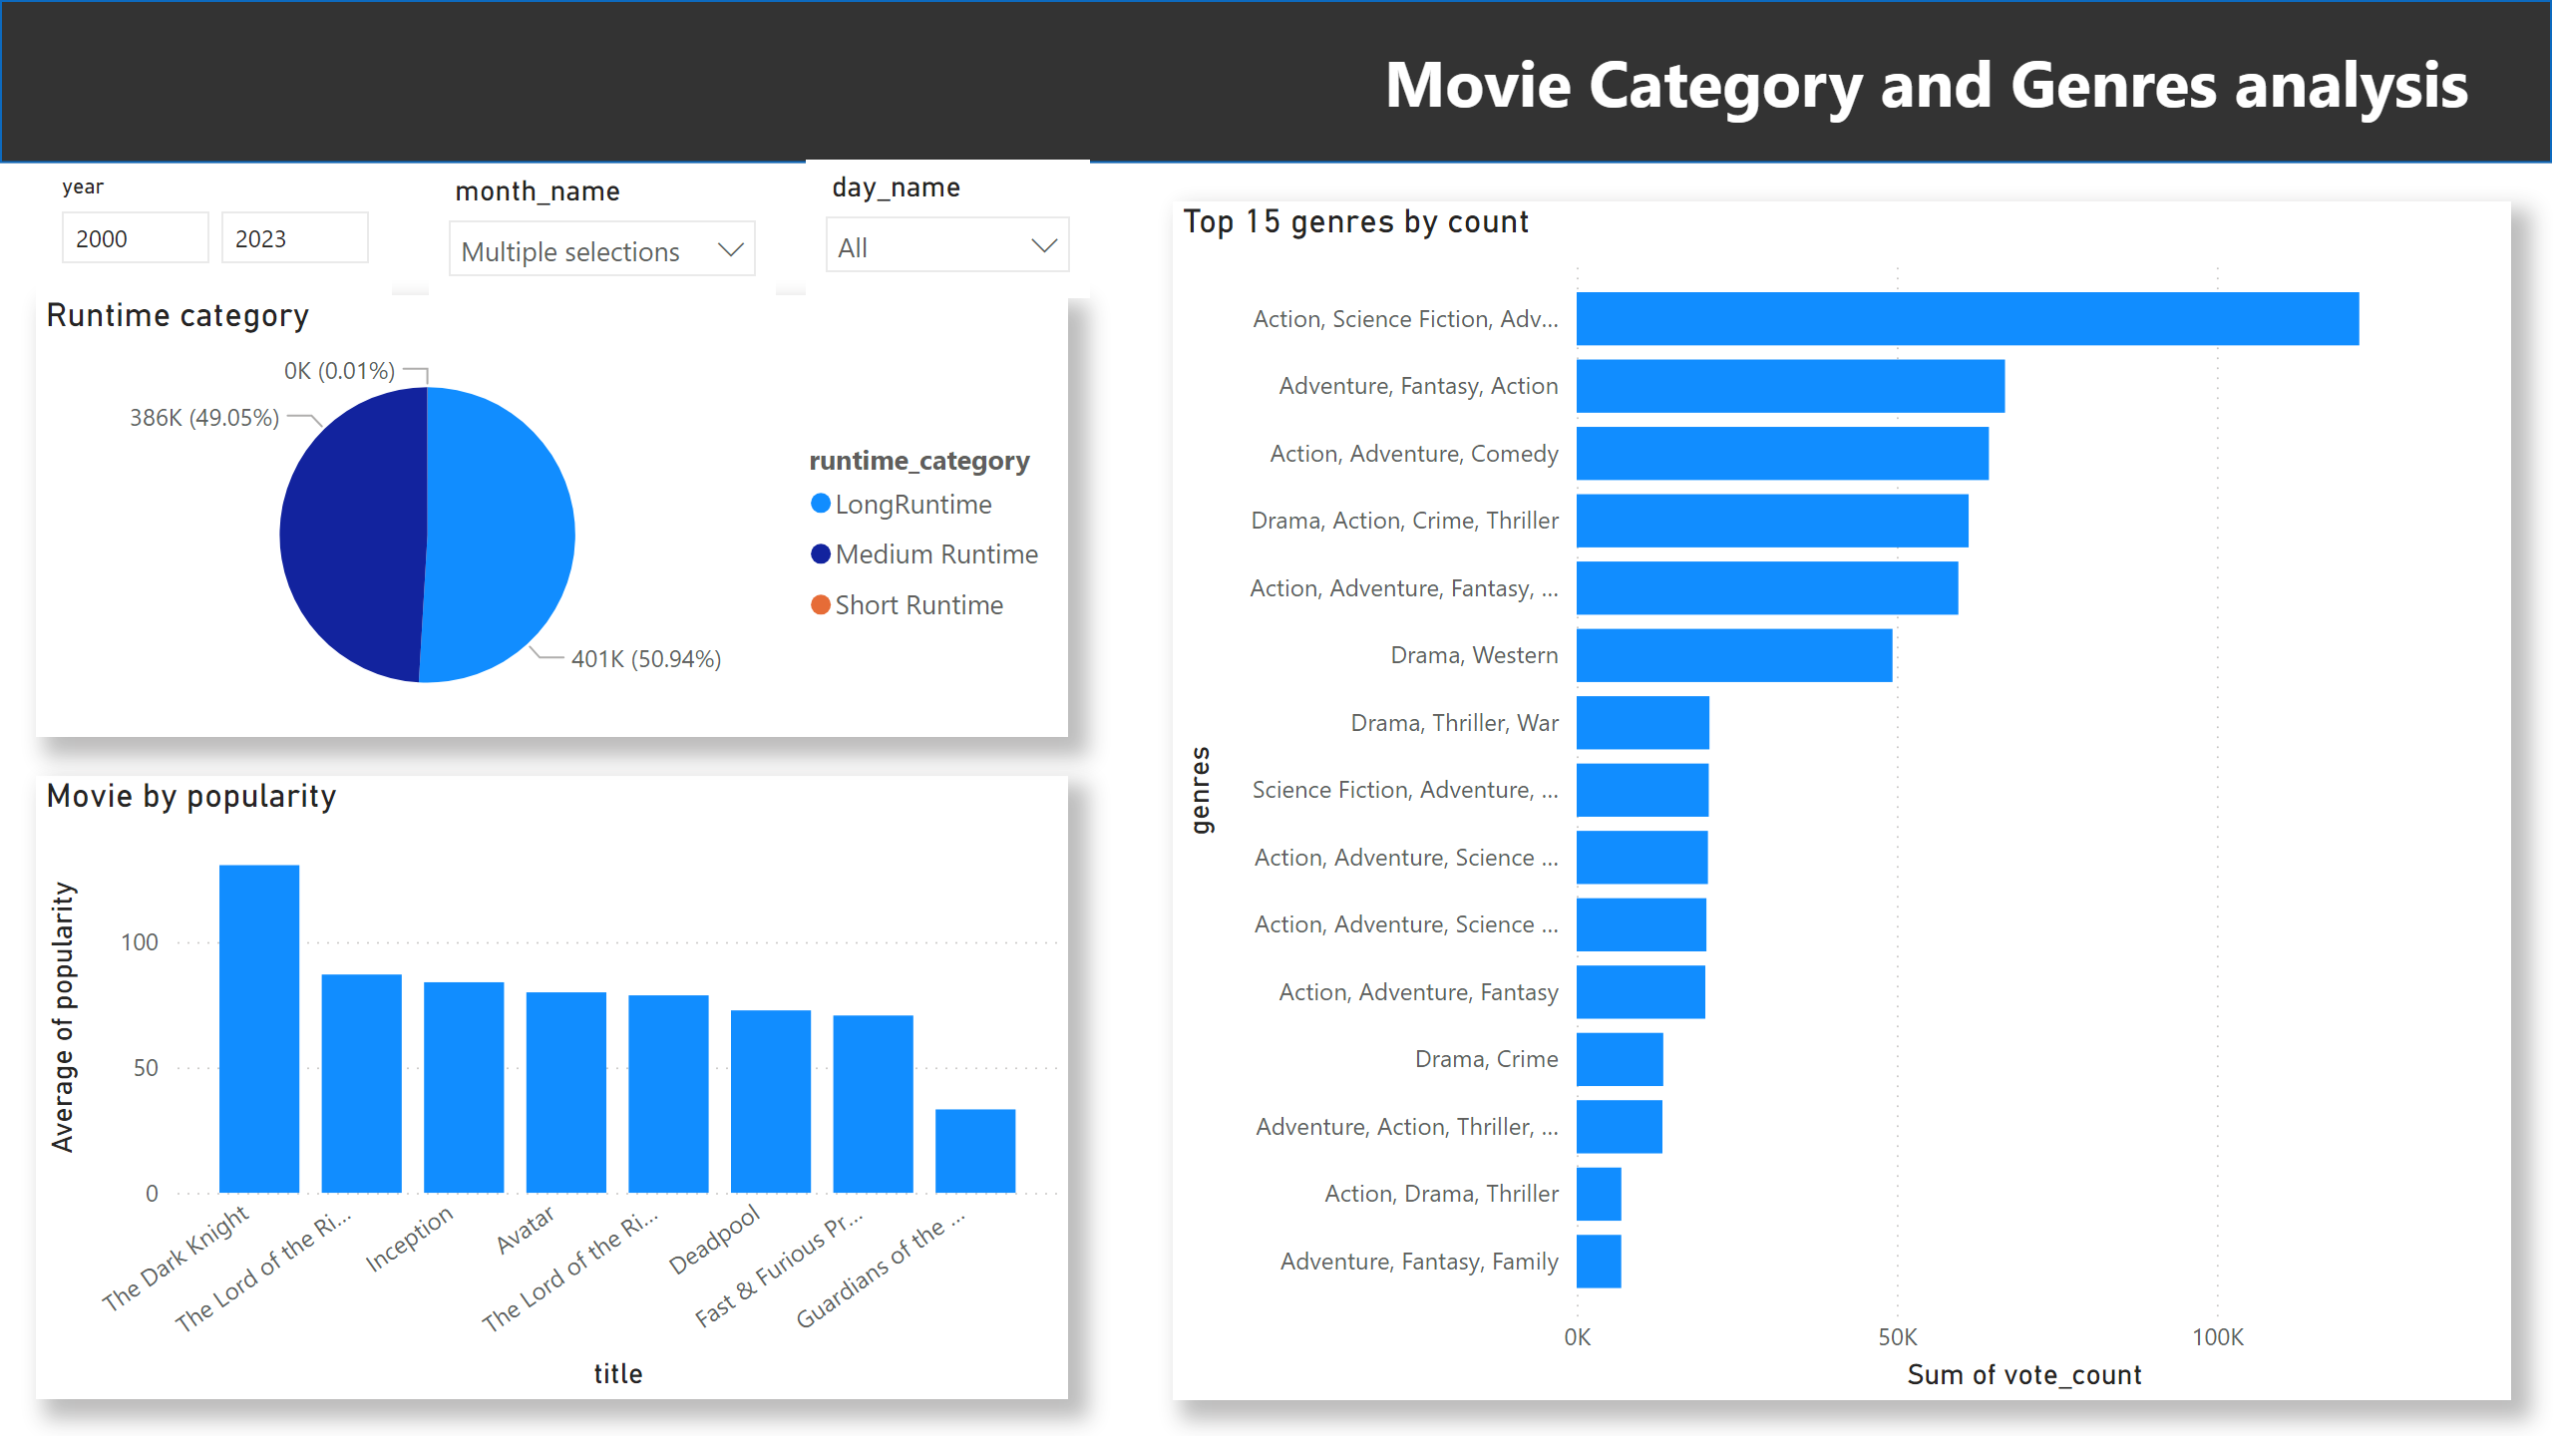 Movie Category and Genres analysis
year
2000
2023
month_name
Multiple selections
day_name
All
Runtime category
0K (0.01%)
386K (49.05%)
401K (50.94%)
runtime_category
LongRuntime
Medium Runtime
Short Runtime
Movie by popularity
Average of popularity
100
50
0
The Dark Knight
The Lord of the Ri...
Inception
Avatar
The Lord of the Ri...
Deadpool
Fast & Furious Pr...
Guardians of the ...
title
Top 15 genres by count
genres
Action, Science Fiction, Adv...
Adventure, Fantasy, Action
Action, Adventure, Comedy
Drama, Action, Crime, Thriller
Action, Adventure, Fantasy, ...
Drama, Western
Drama, Thriller, War
Science Fiction, Adventure, ...
Action, Adventure, Science ...
Action, Adventure, Science ...
Action, Adventure, Fantasy
Drama, Crime
Adventure, Action, Thriller, ...
Action, Drama, Thriller
Adventure, Fantasy, Family
0K
50K
100K
Sum of vote_count